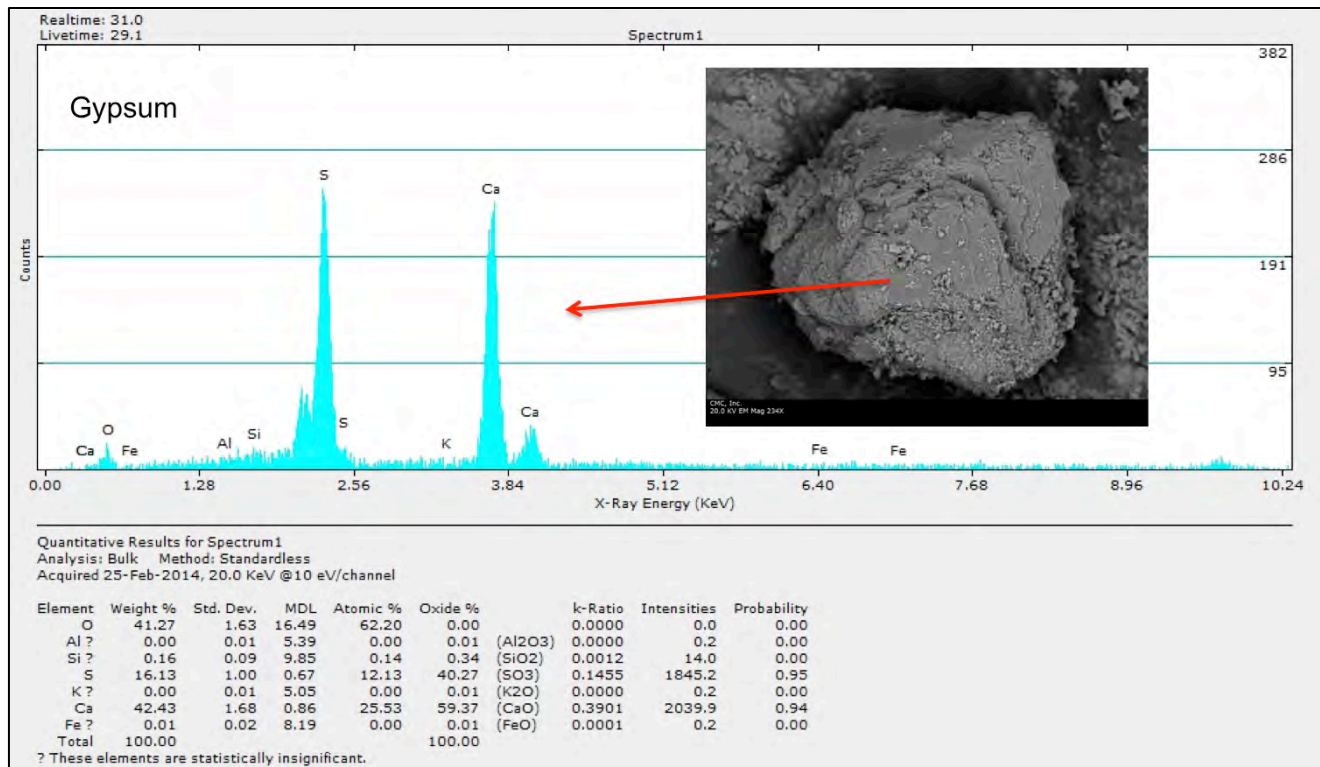 Realtime: 31.0
Livetime: 29.1
Spectrum1
382
Gypsum
286
S
Ca
191
Counts
95
CMC, Inc.
20.0 KV EM Mag 234X
Ca
O
S
Si
K
Al
Ca
Fe
Fe
Fe
0.00 1.28 2.56 3.84 5.12 6.40 7.68 8.96 10.24
X-Ray Energy (KeV)
Quantitative Results for Spectrum1
Analysis: Bulk Method: Standardless
Acquired 25-Feb-2014, 20.0 KeV @10 eV/channel
Element Weight % Std. Dev. MDL Atomic % Oxide % k-Ratio Intensities Probability
O 41.27 1.63 16.49 62.20 0.00 0.0000 0.0 0.00
Al ? 0.00 0.01 5.39 0.00 0.01 (Al2O3) 0.0000 0.2 0.00
Si ? 0.16 0.09 9.85 0.14 0.34 (SiO2) 0.0012 14.0 0.00
S 16.13 1.00 0.67 12.13 40.27 (SO3) 0.1455 1845.2 0.95
K ? 0.00 0.01 5.05 0.00 0.01 (K2O) 0.0000 0.2 0.00
Ca 42.43 1.68 0.86 25.53 59.37 (CaO) 0.3901 2039.9 0.94
Fe ? 0.01 0.02 8.19 0.00 0.01 (FeO) 0.0001 0.2 0.00
Total 100.00 100.00
? These elements are statistically insignificant.